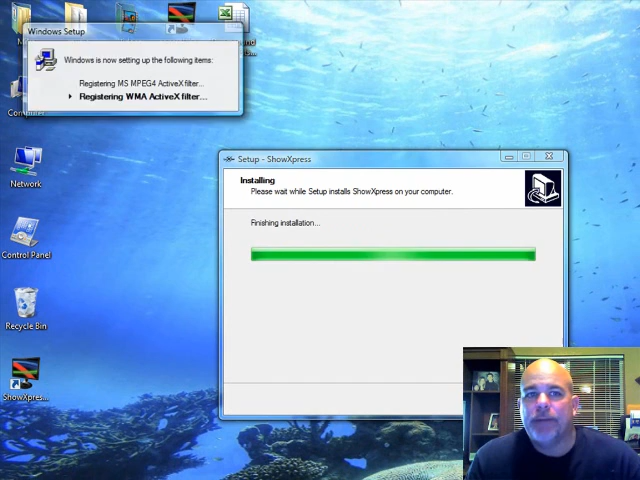 Windows Setup
Windows is now setting up the following items:
Registering MS MPEG4 ActiveX filter...
Registering WMA ActiveX filter...
Network
Control Panel
Recycle Bin
ShowXpres...
Setup - ShowXpress
Installing
Please wait while Setup installs ShowXpress on your computer.
Finishing installation...